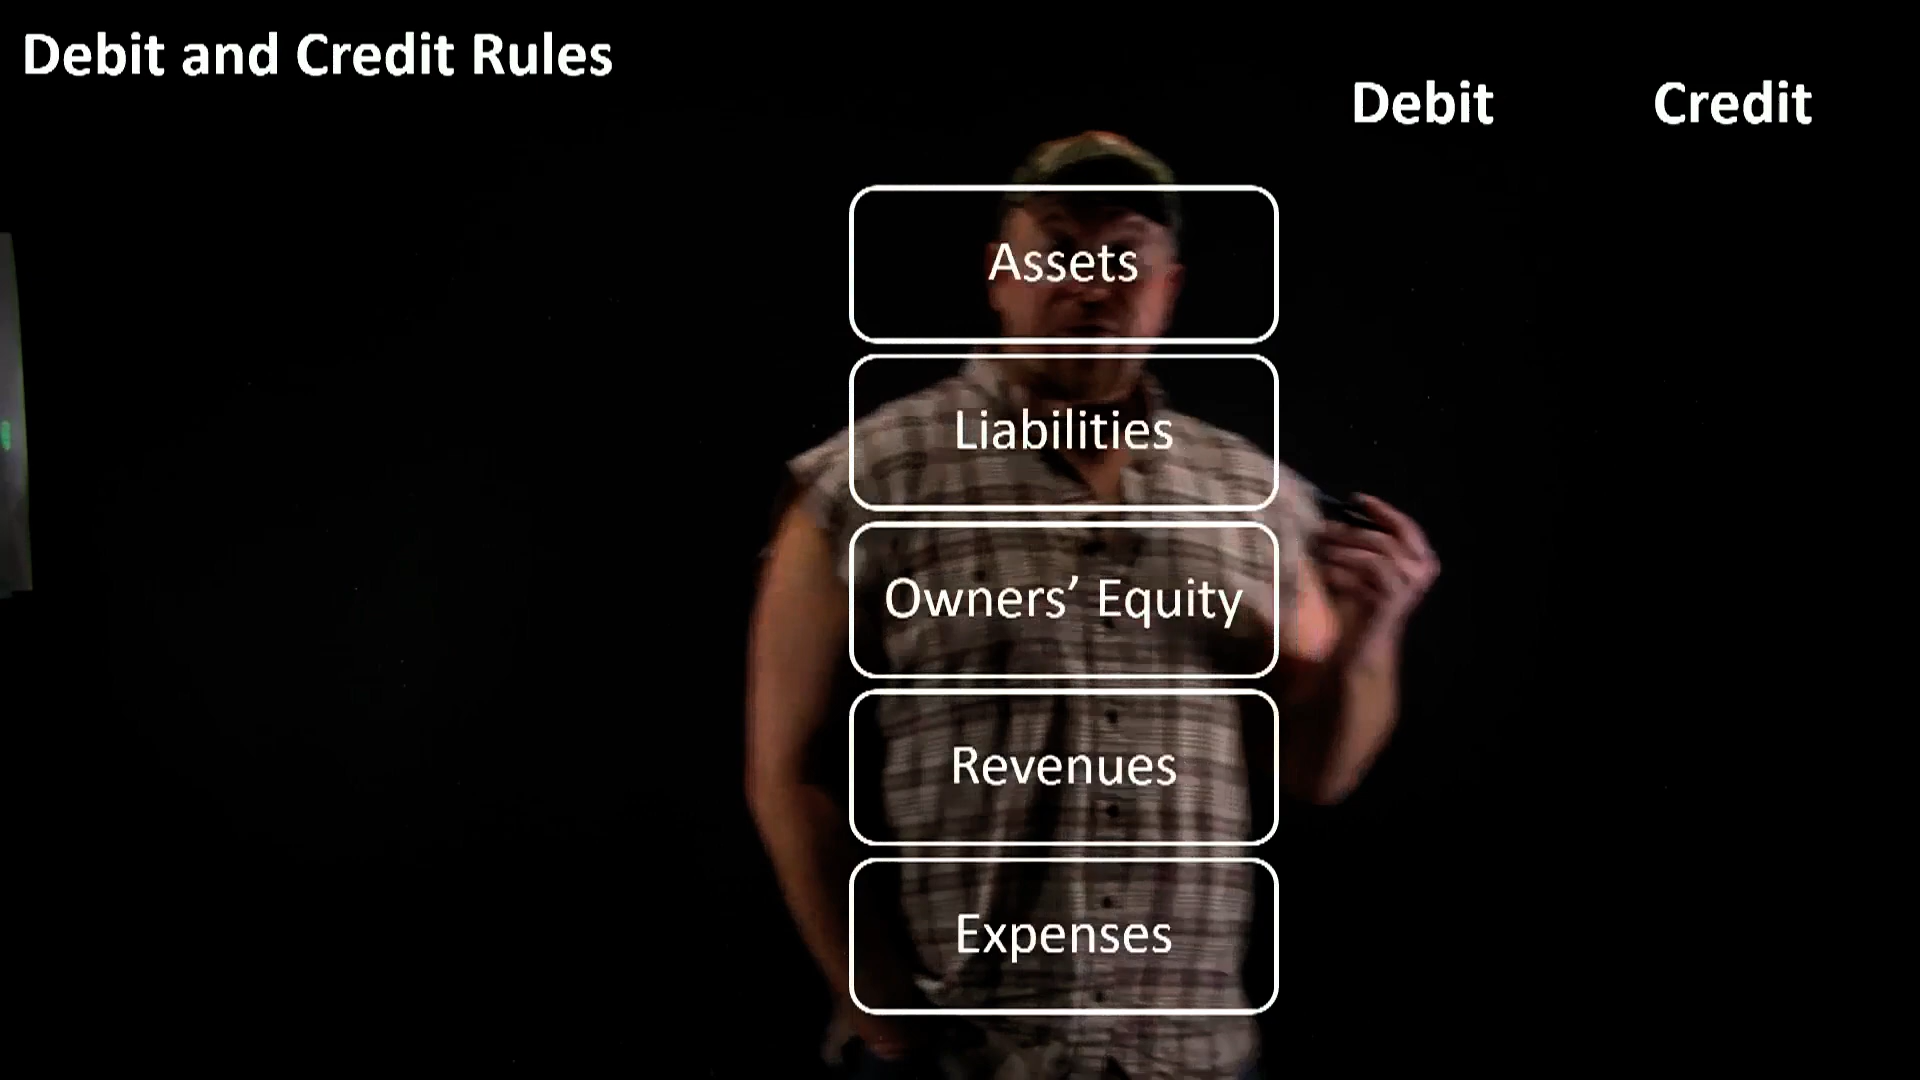 Debit and Credit Rules
Debit Credit
Assets
Liabilities
Owners’ Equity
Revenues
Expenses